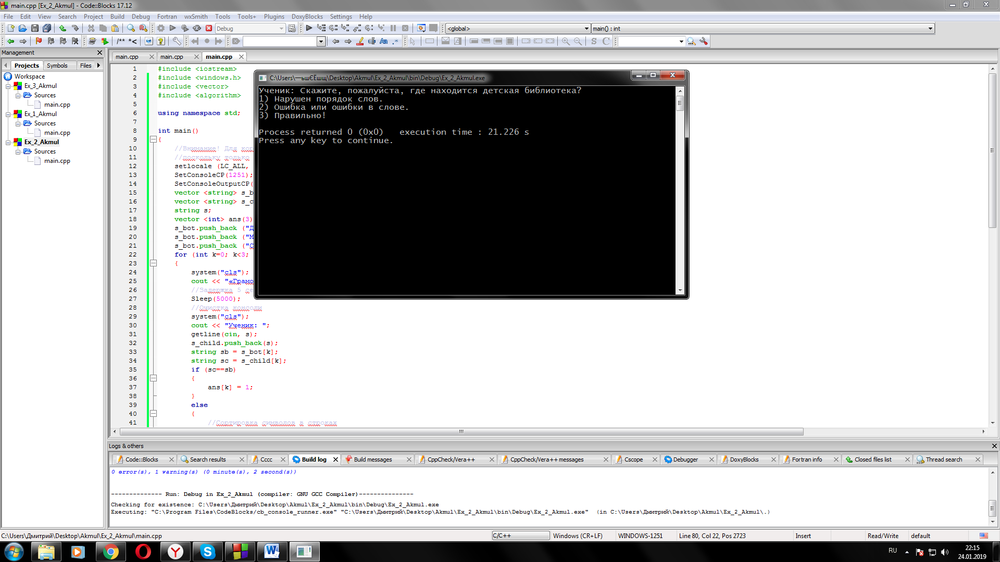 main.cpp [Ex_2_Akmul] - Code::Blocks 17.12
File Edit View Search Project Build Debug Fortran wxSmith Tools Tools+ Plugins DoxyBlocks Settings Help
Debug
<global>
main() : int
/** *<
Aa .*
S C
Management
Projects Symbols Files
Workspace
Ex_3_Akmul
Sources
main.cpp
Ex_1_Akmul
Sources
main.cpp
Ex_2_Akmul
Sources
main.cpp
main.cpp main.cpp main.cpp
1 #include <iostream>
2 #include <windows.h>
3 #include <vector>
4 #include <algorithm>
5
6 using namespace std;
7
8 int main()
9 {
10 //Внимание! Для кор
11 //поскольку только
12 setlocale (LC_ALL,
13 SetConsoleCP(1251);
14 SetConsoleOutputCP(
15 vector <string> s_b
16 vector <string> s_c
17 string s;
18 vector <int> ans(3)
19 s_bot.push_back ("Д
20 s_bot.push_back ("М
21 s_bot.push_back ("С
22 for (int k=0; k<3;
23 {
24 system("cls");
25 cout << "«Грамо
26 //Задержка 5 се
27 Sleep(5000);
28 //Очистка консоли
29 system("cls");
30 cout << "Ученик: ";
31 getline(cin, s);
32 s_child.push_back(s);
33 string sb = s_bot[k];
34 string sc = s_child[k];
35 if (sc==sb)
36 {
37 ans[k] = 1;
38 }
39 else
40 {
41 //Сортировка символов в строках
C:\Users\──ьшЄЁшщ\Desktop\Akmul\Ex_2_Akmul\bin\Debug\Ex_2_Akmul.exe
Ученик: Скажите, пожалуйста, где находится детская библиотека?
1) Нарушен порядок слов.
2) Ошибка или ошибки в слове.
3) Правильно!
Process returned 0 (0x0)   execution time : 21.226 s
Press any key to continue.
Logs & others
Code::Blocks Search results Cccc Build log Build messages CppCheck/Vera++ CppCheck/Vera++ messages Cscope Debugger DoxyBlocks Fortran info Closed files list Thread search
0 error(s), 1 warning(s) (0 minute(s), 2 second(s))
-------------- Run: Debug in Ex_2_Akmul (compiler: GNU GCC Compiler)---------------
Checking for existence: C:\Users\Дмитрий\Desktop\Akmul\Ex_2_Akmul\bin\Debug\Ex_2_Akmul.exe
Executing: "C:\Program Files\CodeBlocks/cb_console_runner.exe" "C:\Users\Дмитрий\Desktop\Akmul\Ex_2_Akmul\bin\Debug\Ex_2_Akmul.exe"  (in C:\Users\Дмитрий\Desktop\Akmul\Ex_2_Akmul\.)
C:\Users\Дмитрий\Desktop\Akmul\Ex_2_Akmul\main.cpp C/C++ Windows (CR+LF) WINDOWS-1251 Line 80, Col 22, Pos 2723 Insert Read/Write default
RU
22:15
24.01.2019